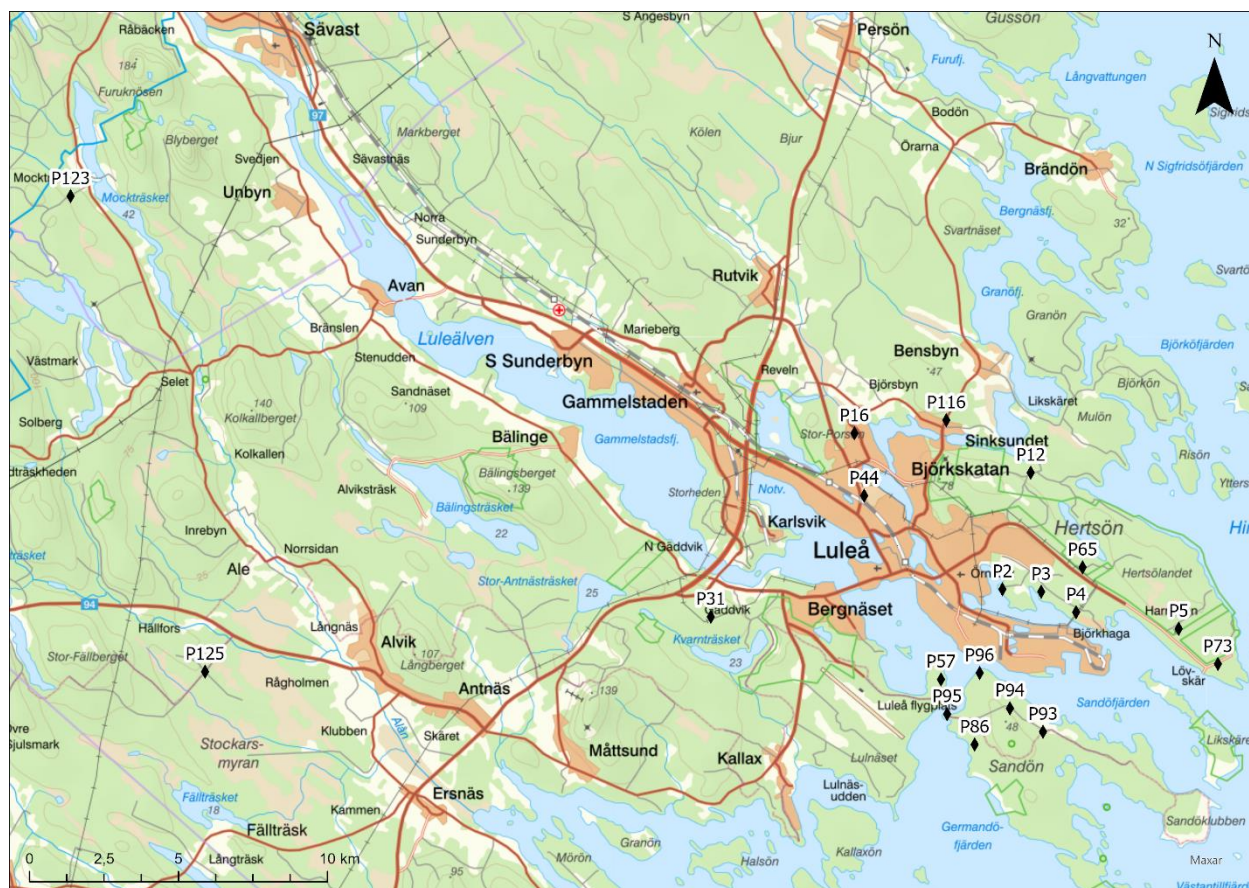 Råbäcken
Sävast
S Angesbyn
Persön
Gussön
N
184
Furuknösen
Furufj.
Långvattungen
97
Blyberget
Markberget
Kölen
Bjur
Bodön
Örarna
Svedjen
Sävastnäs
Brändön
N Sigfridsöfjärden
P123
Mockträsket
42
Unbyn
Norra
Sunderbyn
Bergnäsfj.
32
Svartnäset
Rutvik
Avan
Granöfj.
Granön
Bränslen
Luleälven
Marieberg
Björköfjärden
Västmark
Stenudden
S Sunderbyn
Reveln
Bensbyn
47
Björkön
Selet
Sandnäset
109
Gammelstaden
Björsbyn
Likskäret
Mulön
140
Kolkallberget
P16
P116
Solberg
Stor-Porsön
Sinksundet
Bälinge
Gammelstadsfj.
P12
Risön
Kolkallen
Bälingsberget
139
Björkskatan
78
P44
Alviksträsk
Storheden
Notv.
Bälingsträsket
22
Karlsvik
Hertsön
Inrebyn
Norrsidan
N Gäddvik
Luleå
P65
Ale
Stor-Antnästräsket
25
P2
P3
Hertsölandet
94
P31
Gäddvik
Bergnäset
P4
Hällfors
Långnäs
P5
Björkhaga
Alvik
107
Långberget
Kvarnträsket
23
P73
Löv-
skär
Stor-Fällberget
P125
Rågholmen
Antnäs
139
P57
P96
Luleå flygplats
P95
P94
48
P93
Sandöfjärden
Klubben
Alån
Skäret
P86
Stockars-
myran
Måttsund
Kallax
Lulnäset
Sandön
Lulnäs-
udden
Fällträsket
18
Ersnäs
Kammen
Fällträsk
Långträsk
95
Mörön
Granön
Halsön
Kallaxön
Germandö-
fjärden
Sandöklubben
0 2,5 5 10 km
Maxar